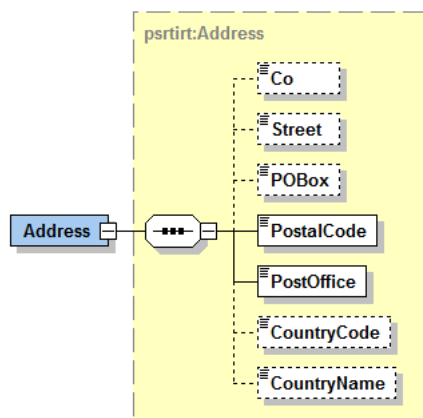 psrtirt:Address
Co
Street
POBox
Address
PostalCode
PostOffice
CountryCode
CountryName